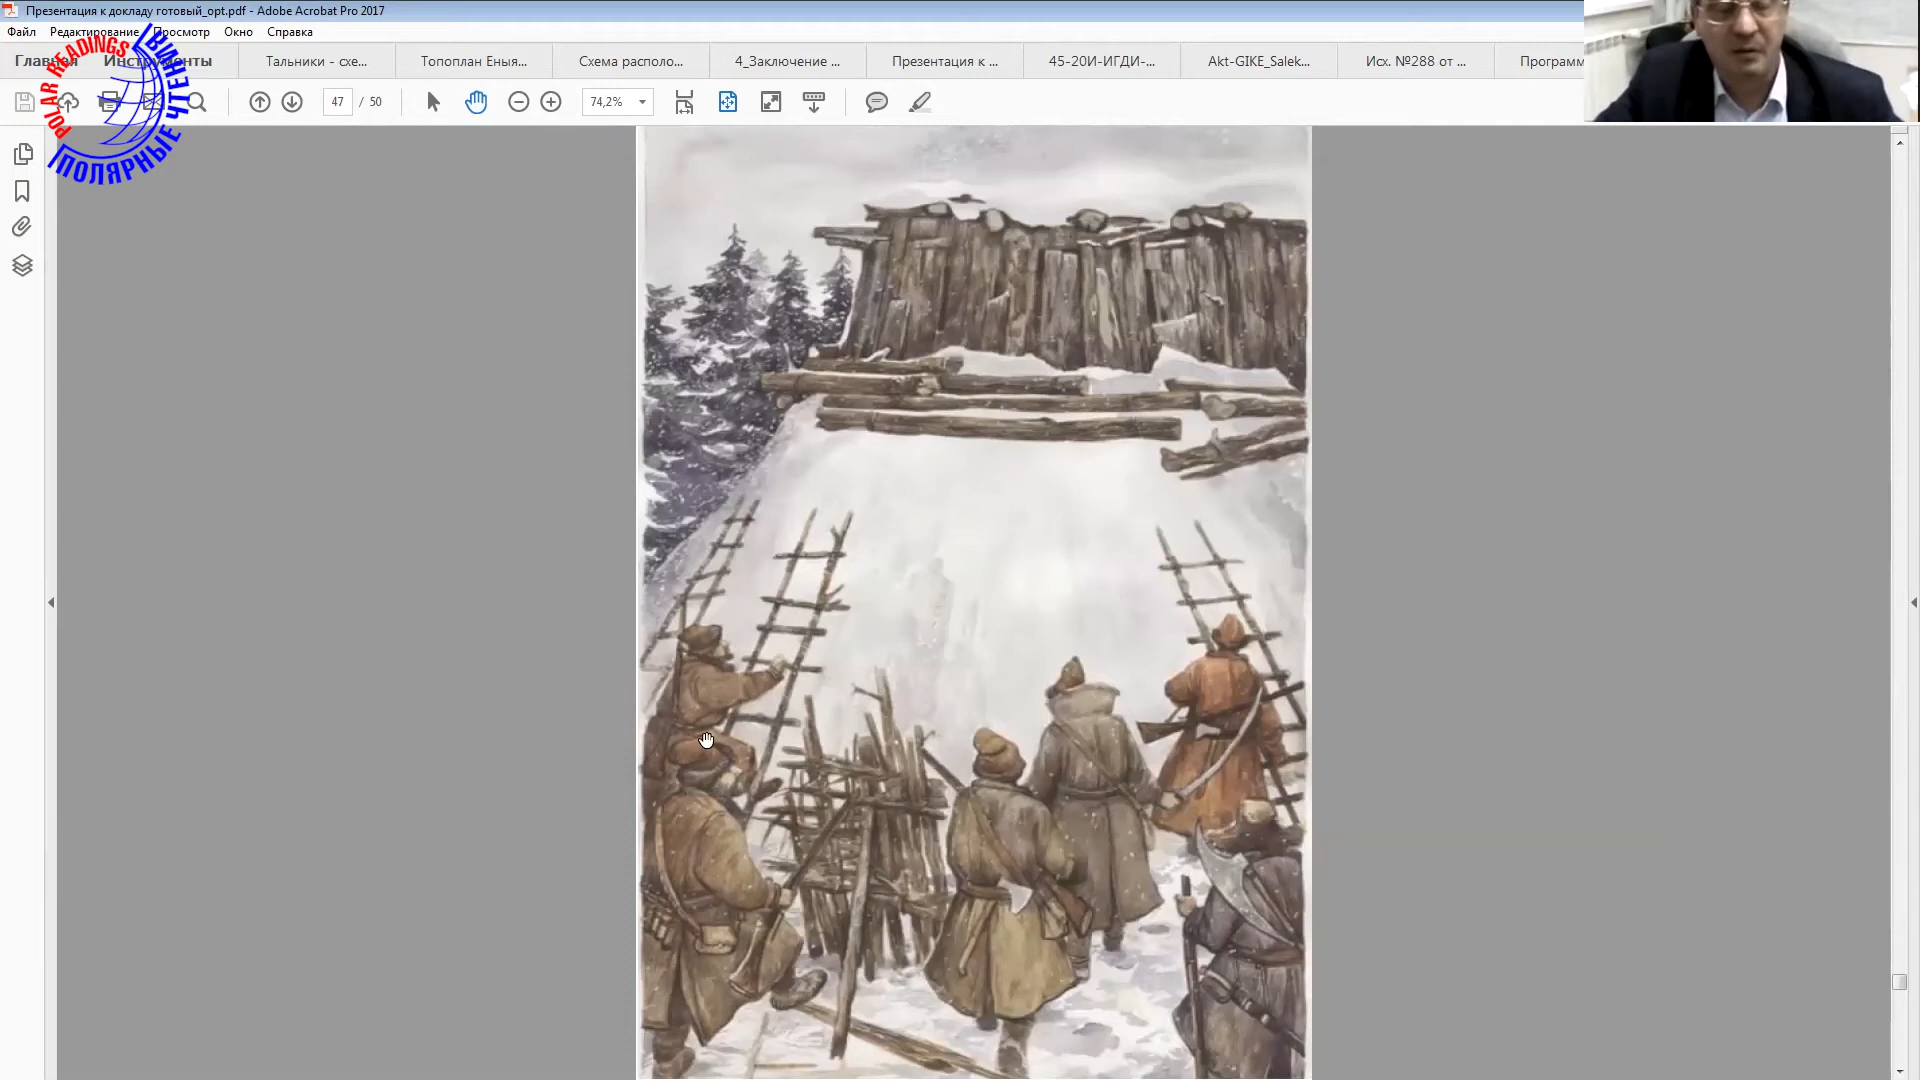 Презентация к докладу готовый_opt.pdf - Adobe Acrobat Pro 2017
Файл Редактирование Просмотр Окно Справка
Главная Инструменты Тальники - схе... Топоплан Еныя... Схема располо... 4_Заключение ... Презентация к ... 45-20И-ИГДИ-... Akt-GIKE_Salek... Исх. №288 от ... Програм
47 / 50 74,2%
POLAR READINGS
ПОЛЯРНЫЕ ЧТЕНИЯ